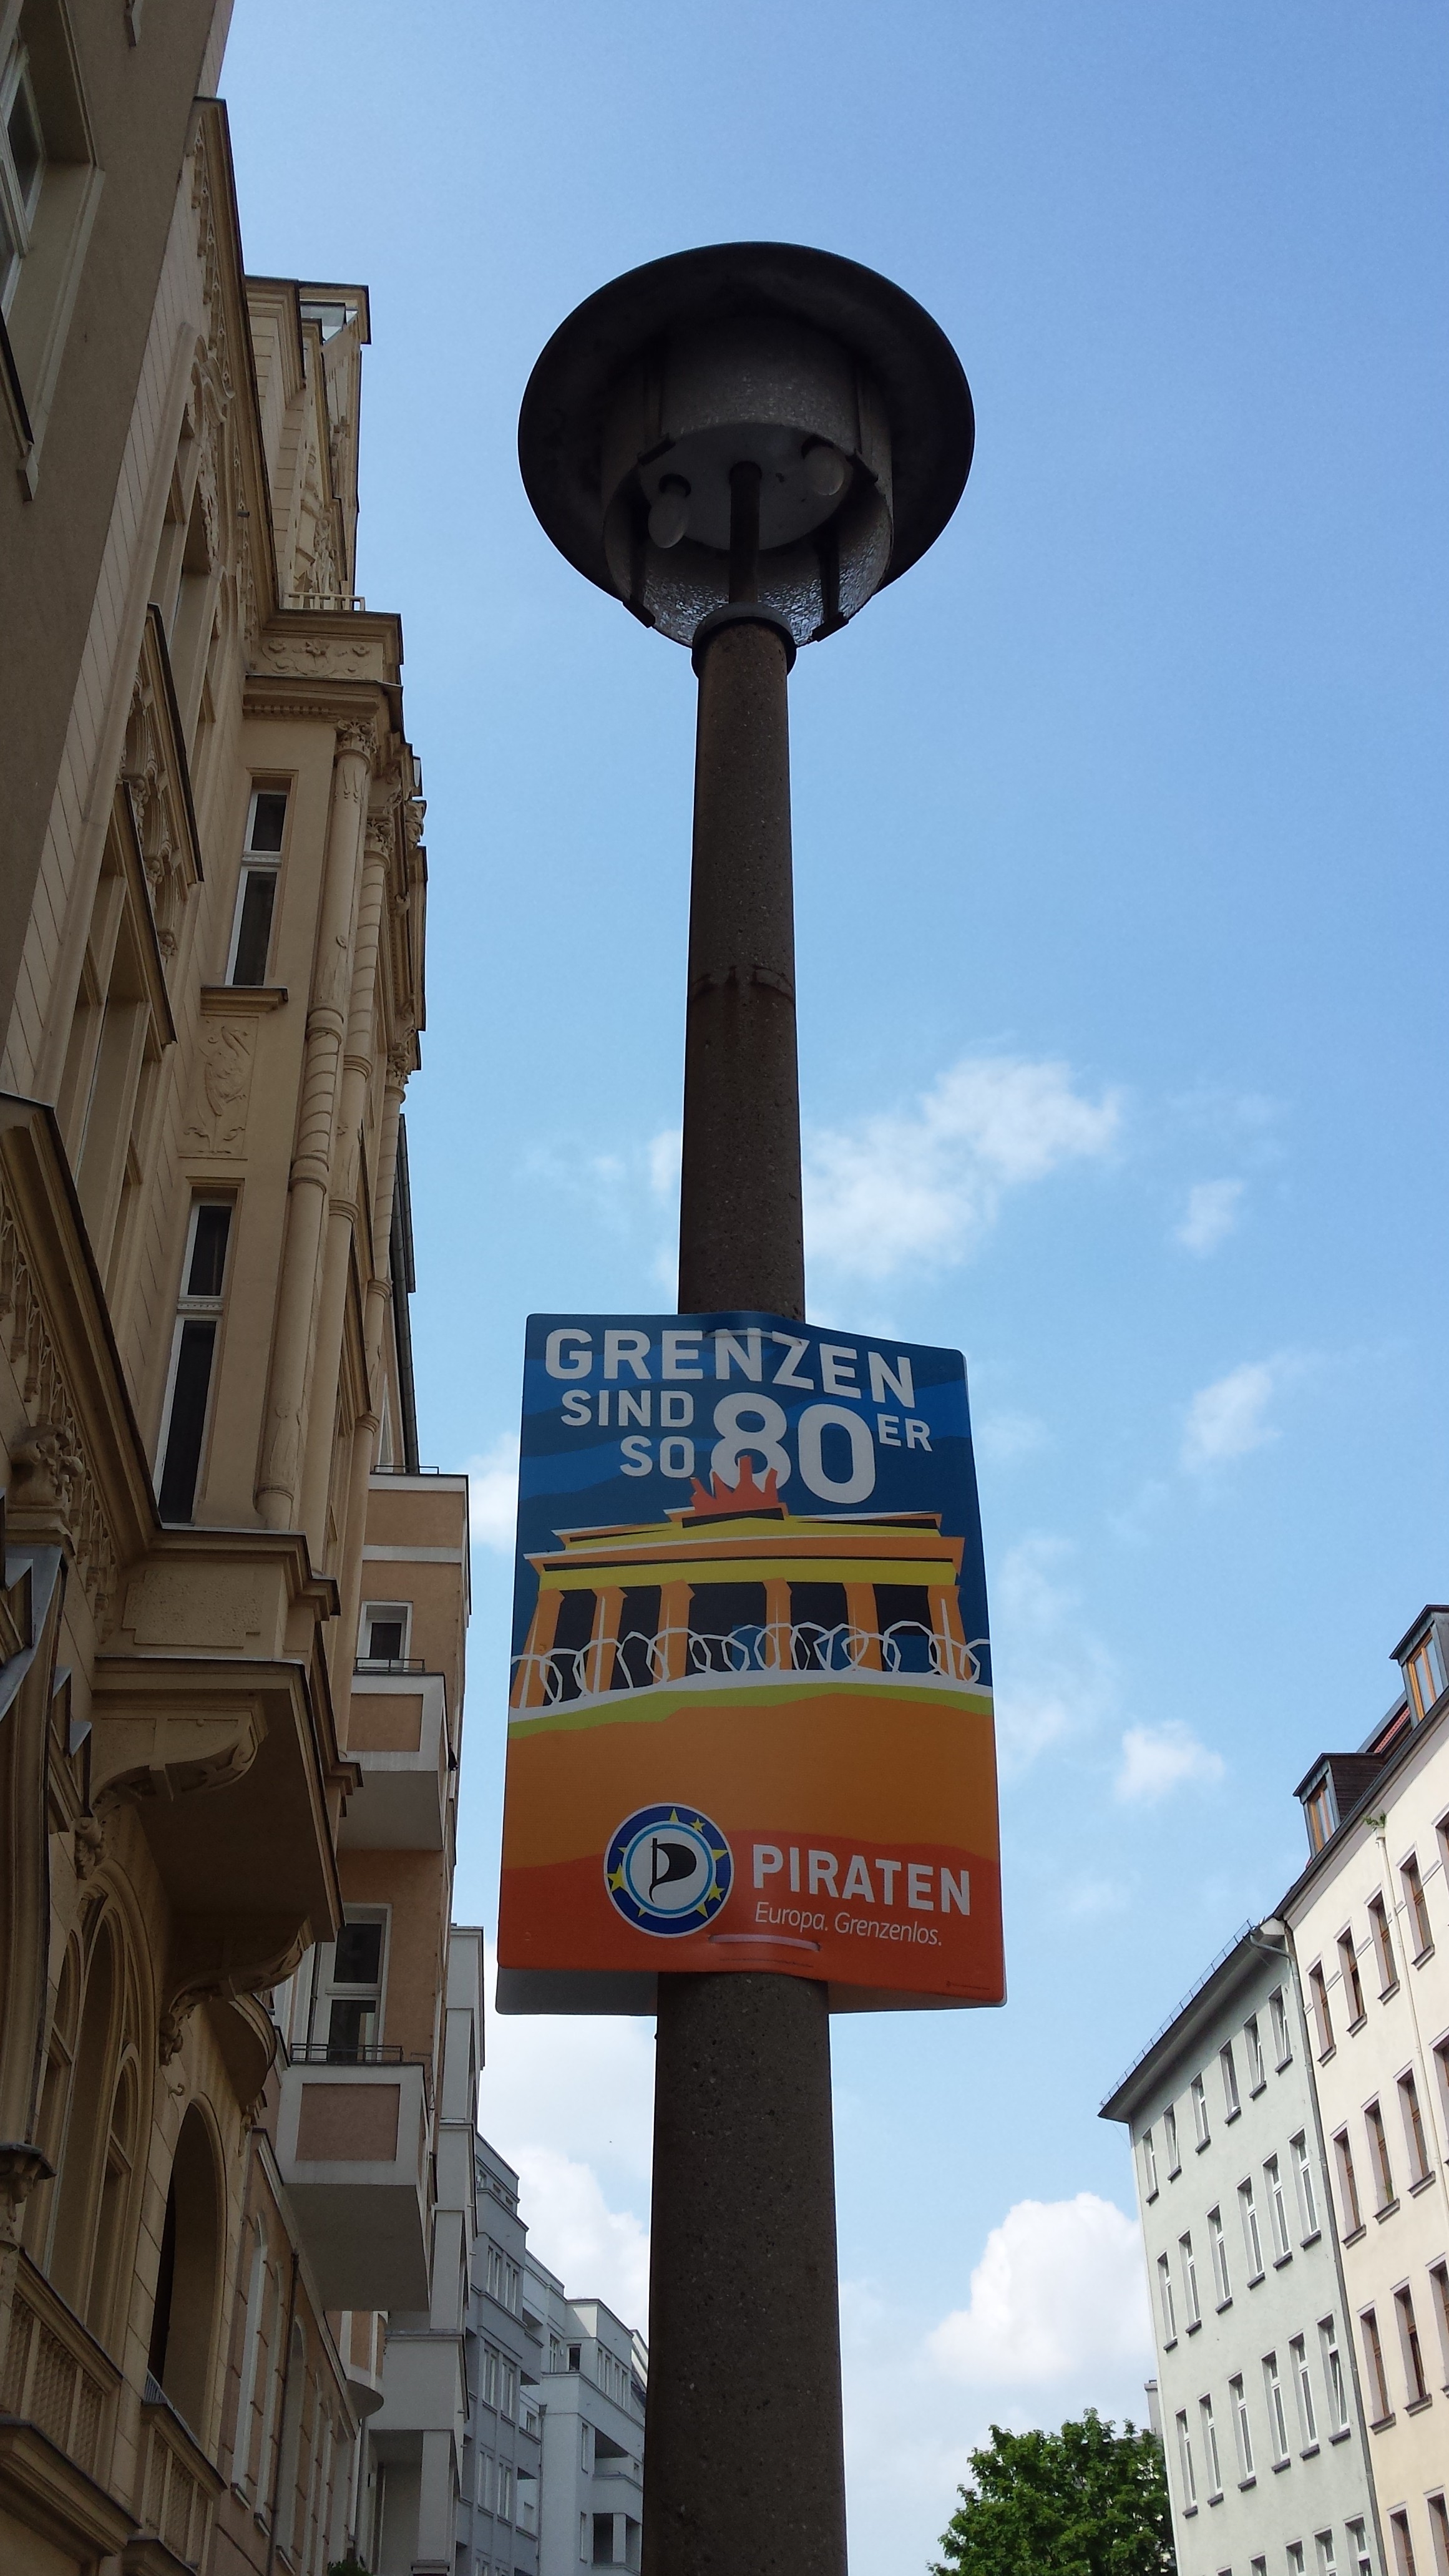 GRENZEN
SIND 80ER
SO
PIRATEN
Europa. Grenzenlos.